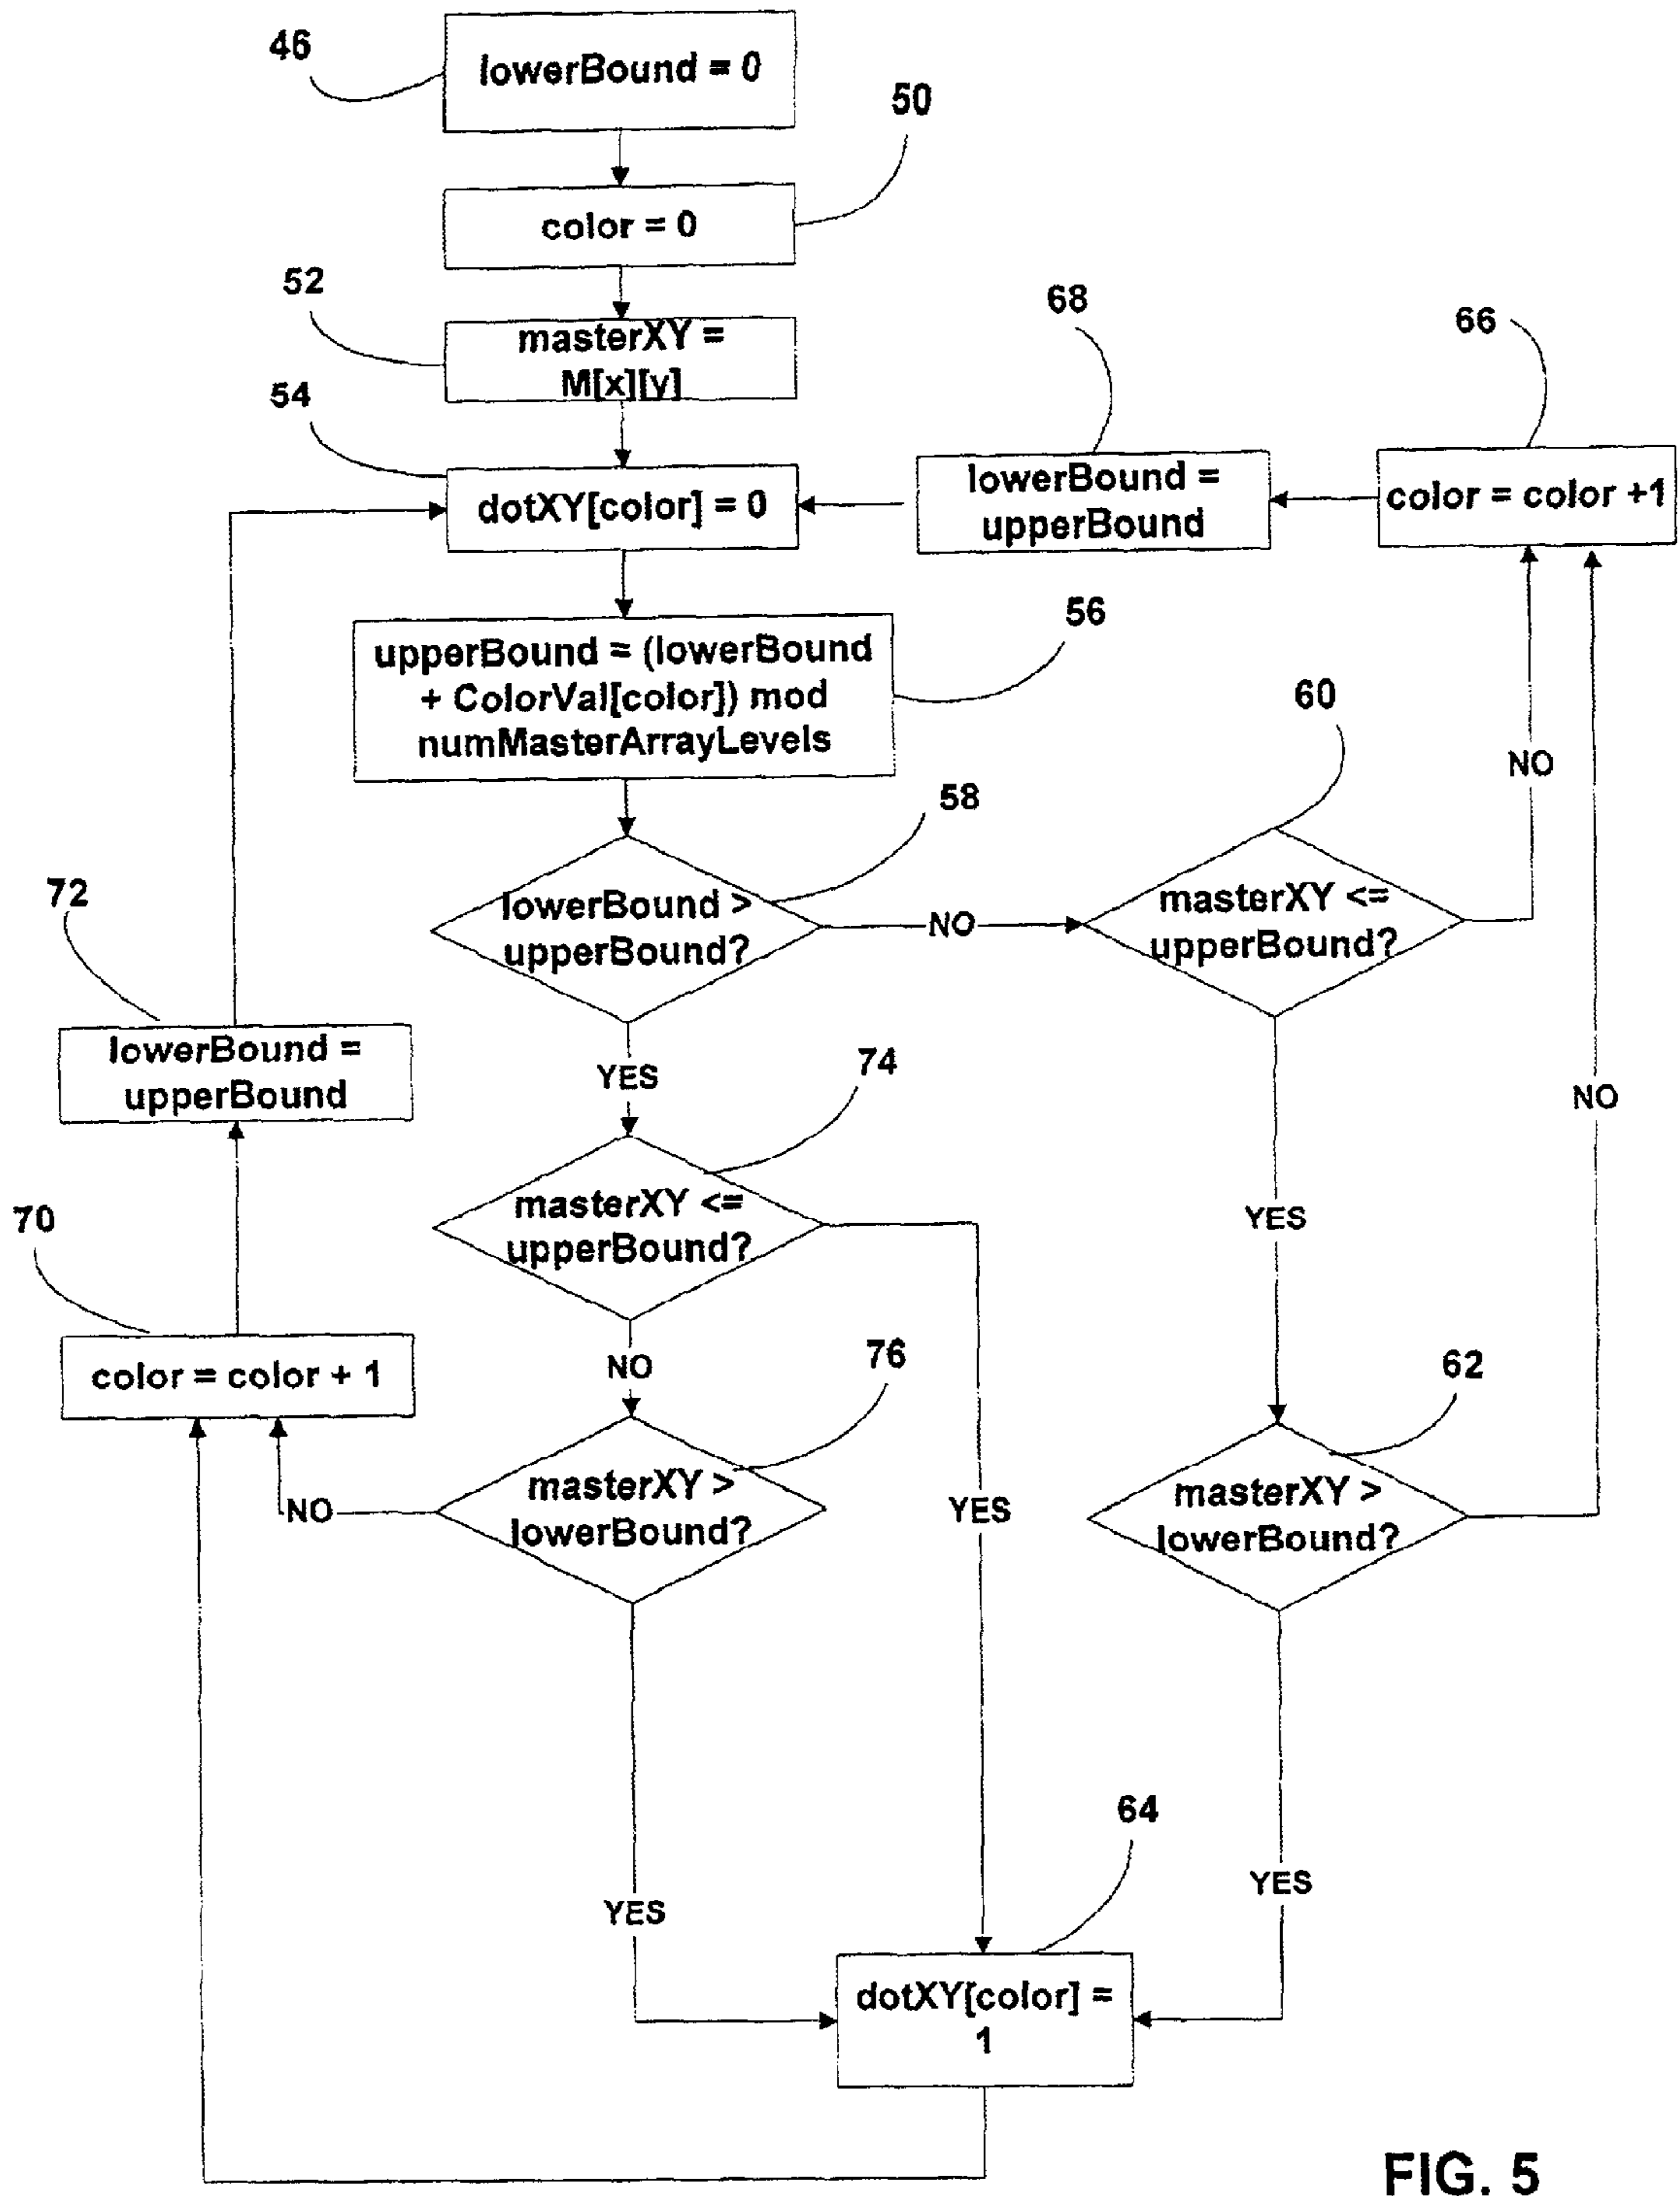 46
lowerBound = 0
50
color = 0
52
masterXY =
M[x][y]
54
dotXY[color] = 0
68
lowerBound =
upperBound
66
color = color +1
56
upperBound = (lowerBound
+ ColorVal[color]) mod
numMasterArrayLevels
58
lowerBound >
upperBound?
NO
60
masterXY <=
upperBound?
NO
NO
72
lowerBound =
upperBound
YES
74
masterXY <=
upperBound?
YES
70
color = color + 1
NO
76
masterXY >
lowerBound?
NO
YES
62
masterXY >
lowerBound?
YES
YES
64
dotXY[color] =
1
FIG. 5